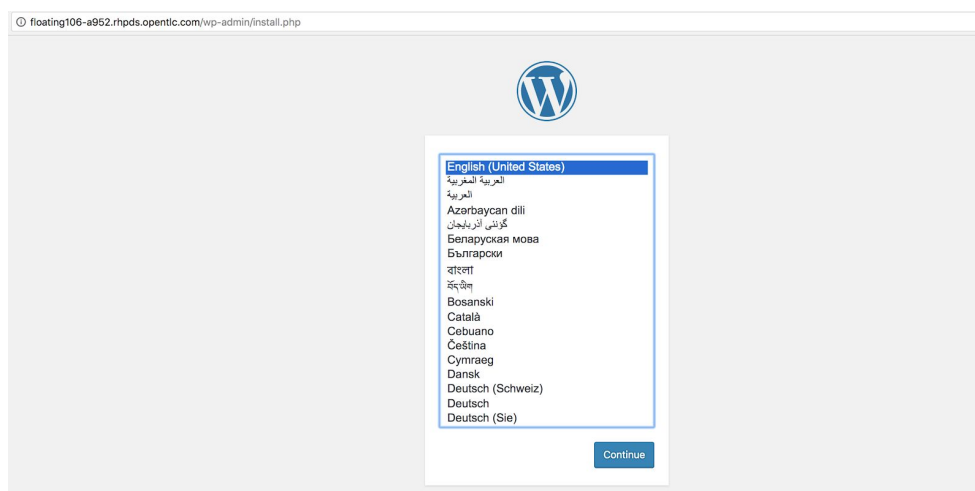 floating106-a952.rhpds.opentlc.com/wp-admin/install.php
English (United States)
العربية المغربية
العربية
Azərbaycan dili
گؤنئی آذربایجان
Беларуская мова
Български
বাংলা
བོད་ཡིག
Bosanski
Català
Cebuano
Čeština
Cymraeg
Dansk
Deutsch (Schweiz)
Deutsch
Deutsch (Sie)
Continue